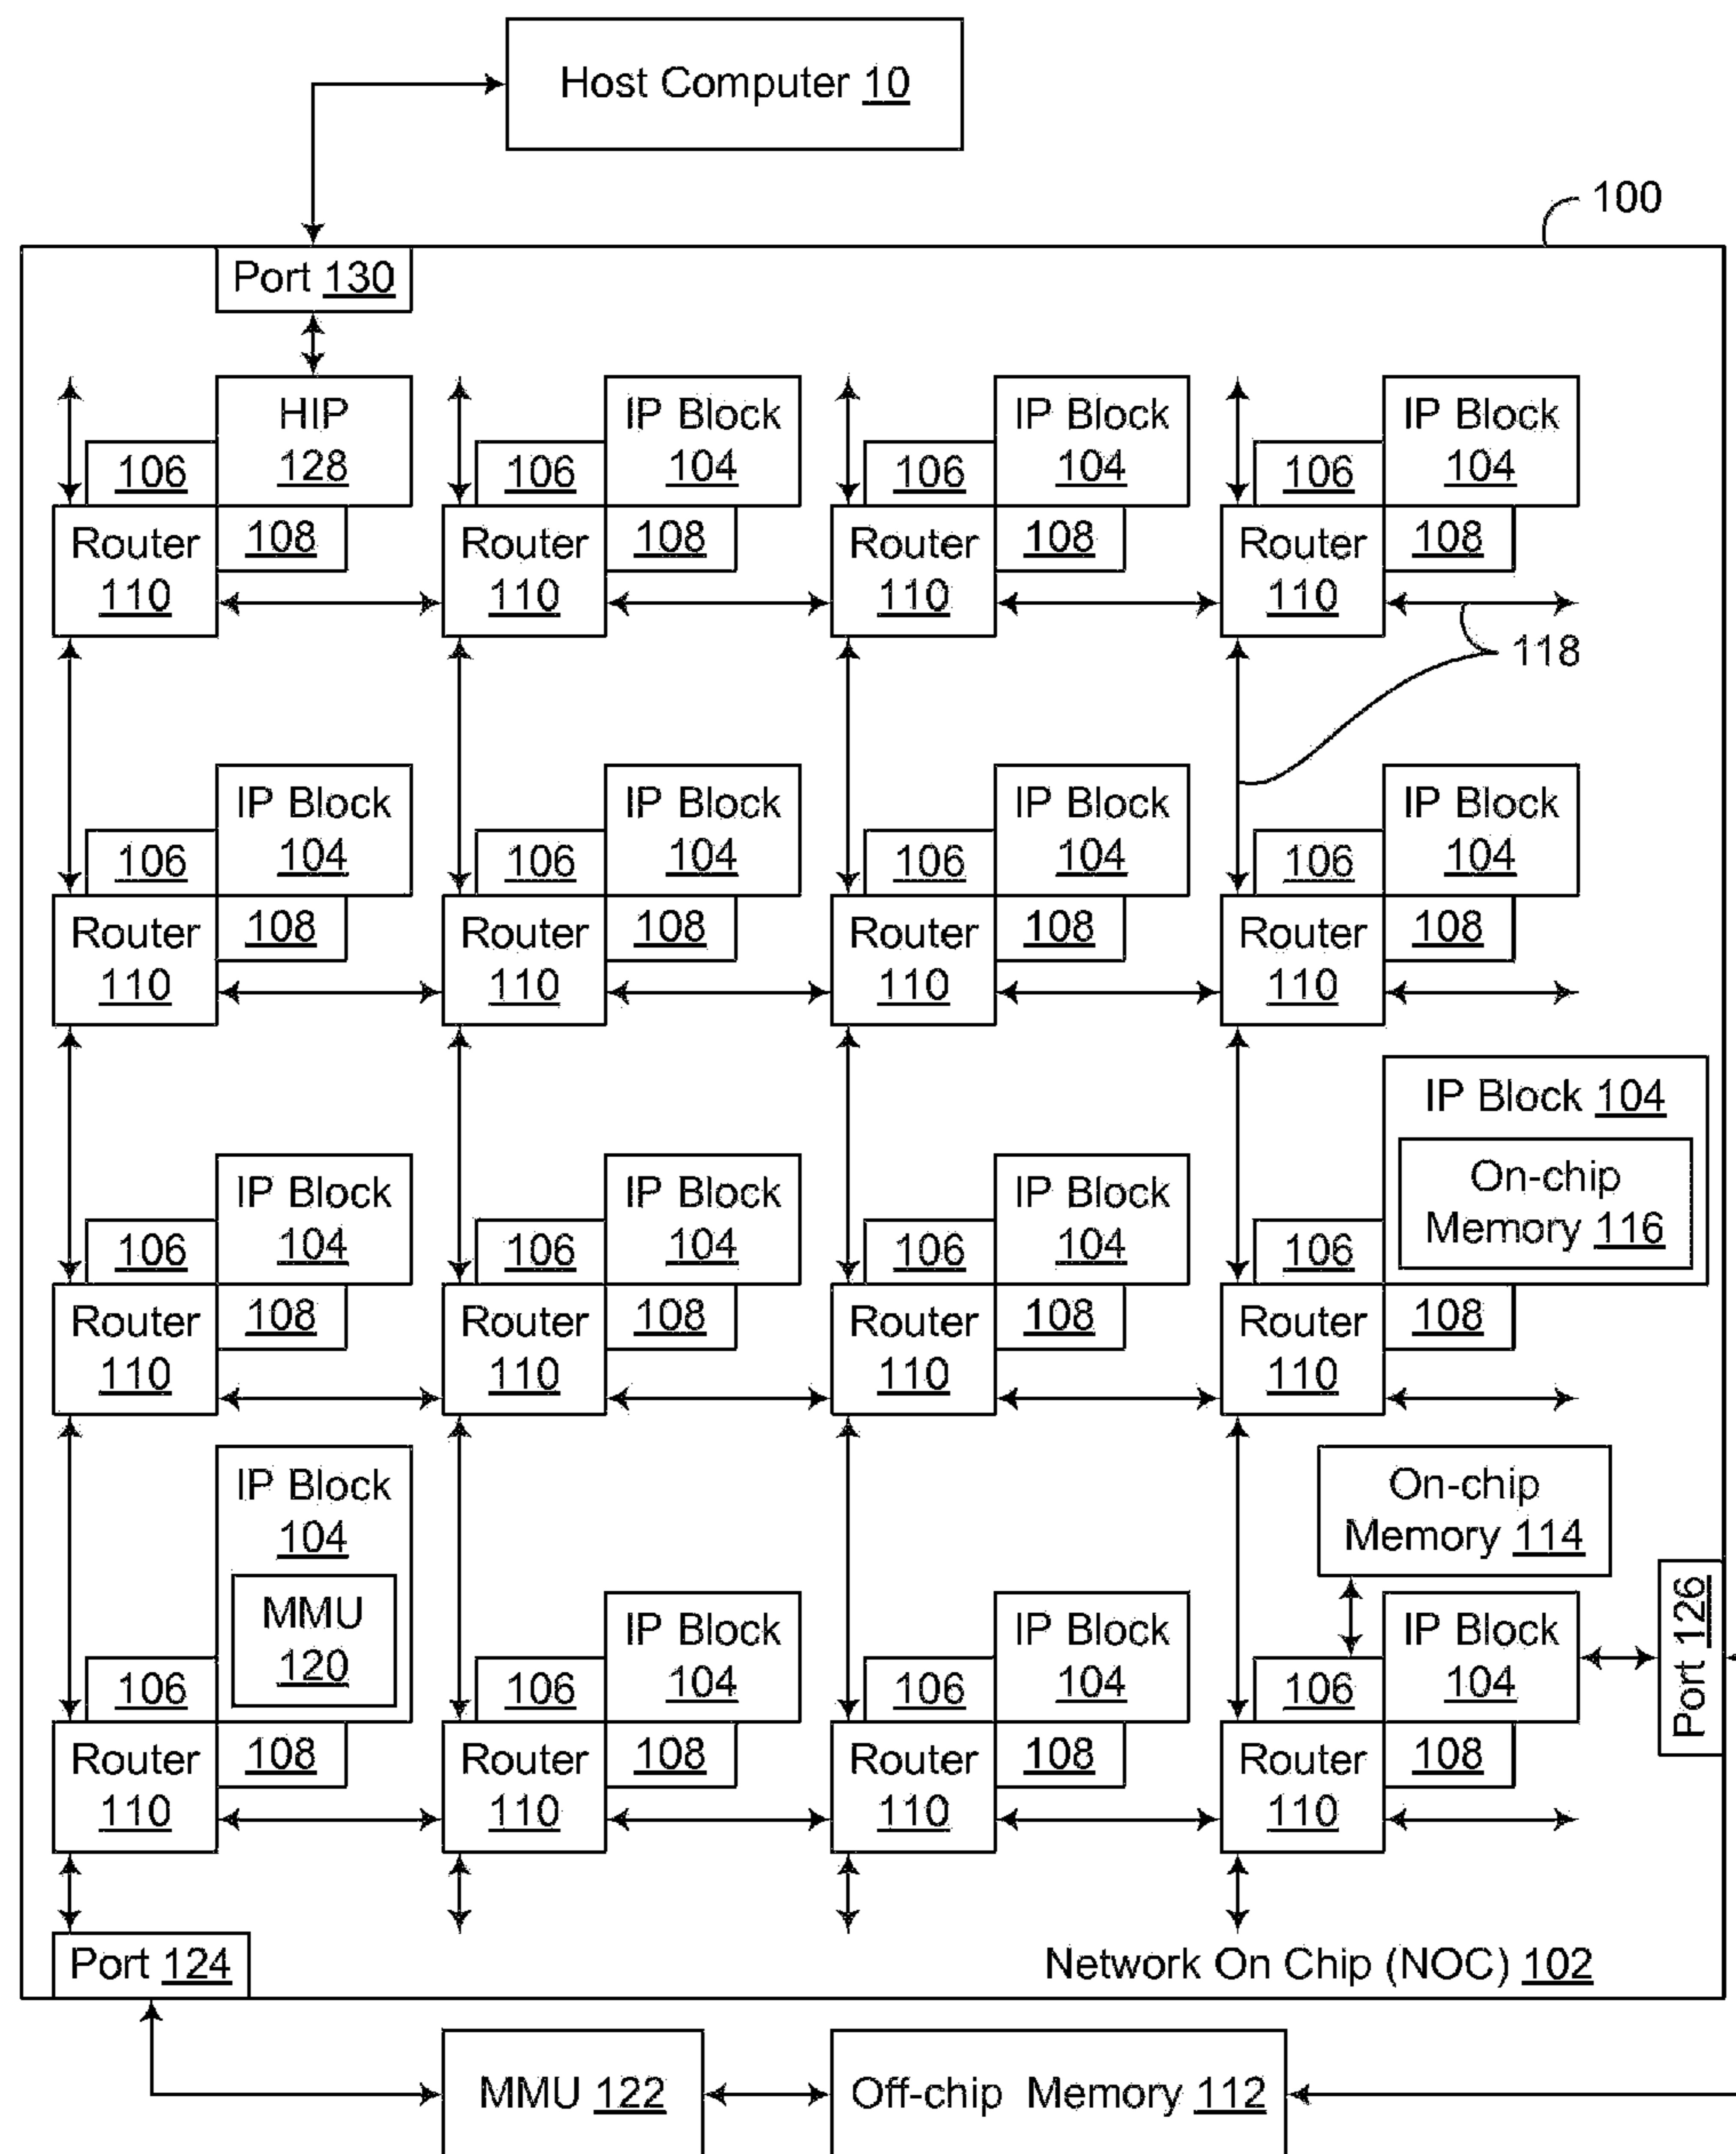 Host Computer 10
100
Port 130
HIP
128
106
Router
110
108
IP Block
104
106
Router
110
108
IP Block
104
106
Router
110
108
IP Block
104
106
Router
110
108
118
IP Block
104
106
Router
110
108
IP Block
104
106
Router
110
108
IP Block
104
106
Router
110
108
IP Block
104
106
Router
110
108
IP Block
104
106
Router
110
108
IP Block
104
106
Router
110
108
IP Block
104
106
Router
110
108
IP Block 104
On-chip
Memory 116
106
Router
110
108
IP Block
104
MMU
120
106
Router
110
108
IP Block
104
106
Router
110
108
IP Block
104
106
Router
110
108
On-chip
Memory 114
IP Block
104
106
Router
110
108
Port 126
Port 124
Network On Chip (NOC) 102
MMU 122
Off-chip Memory 112